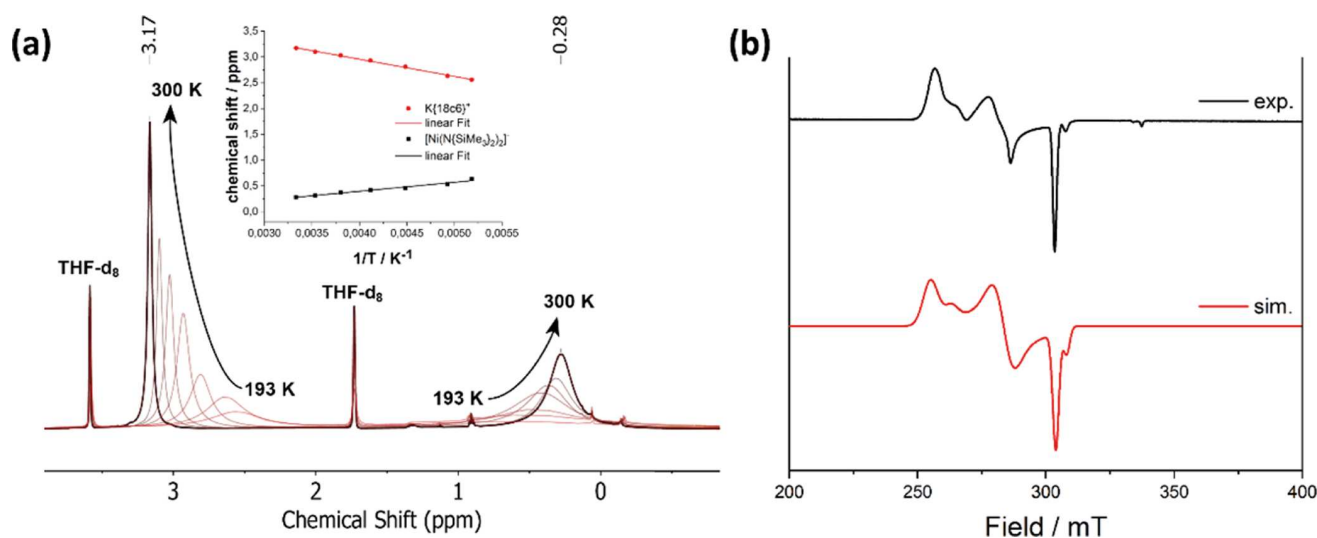 (a)
3.17
0.28
3,5
3,0
2,5
2,0
1,5
1,0
0,5
0,0
chemical shift / ppm
K{18c6}⁺
linear Fit
[Ni(N{SiMe₃)₂)₂]⁻
linear Fit
0,0030 0,0035 0,0040 0,0045 0,0050 0,0055
1/T / K⁻¹
300 K
THF-d₈
193 K
THF-d₈
300 K
193 K
3 2 1 0
Chemical Shift (ppm)
(b)
exp.
sim.
200 250 300 350 400
Field / mT